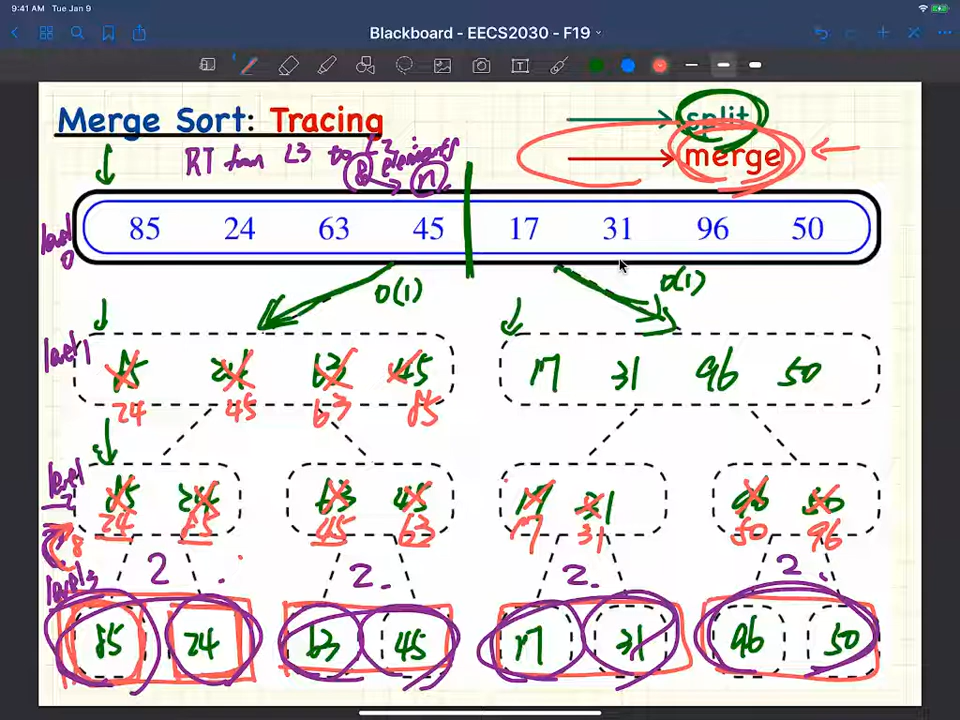 9:41 AM Tue Jan 9
Blackboard - EECS2030 - F19
Merge Sort: Tracing
split
merge
RT from L3 to L2: 8 elements n
level 0
85 24 63 45 17 31 96 50
O(1) O(1)
level 1
85 24 63 45 17 31 96 50
24 45 63 85
level 2
85 24 63 45 17 31 96 50
24 85 45 63 17 31 50 96
8
2 2. 2. 2.
level 3
85 24 63 45 17 31 96 50